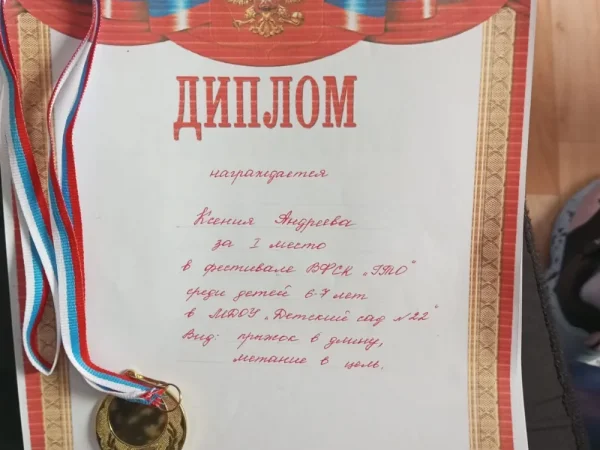 ДИПЛОМ
награждается
Ксения Андреева
за I место
в фестивале ВФСК „ГТО"
среди детей 6-7 лет
в МДОУ „Детский сад №22"
Вид: прыжок в длину,
метание в цель.